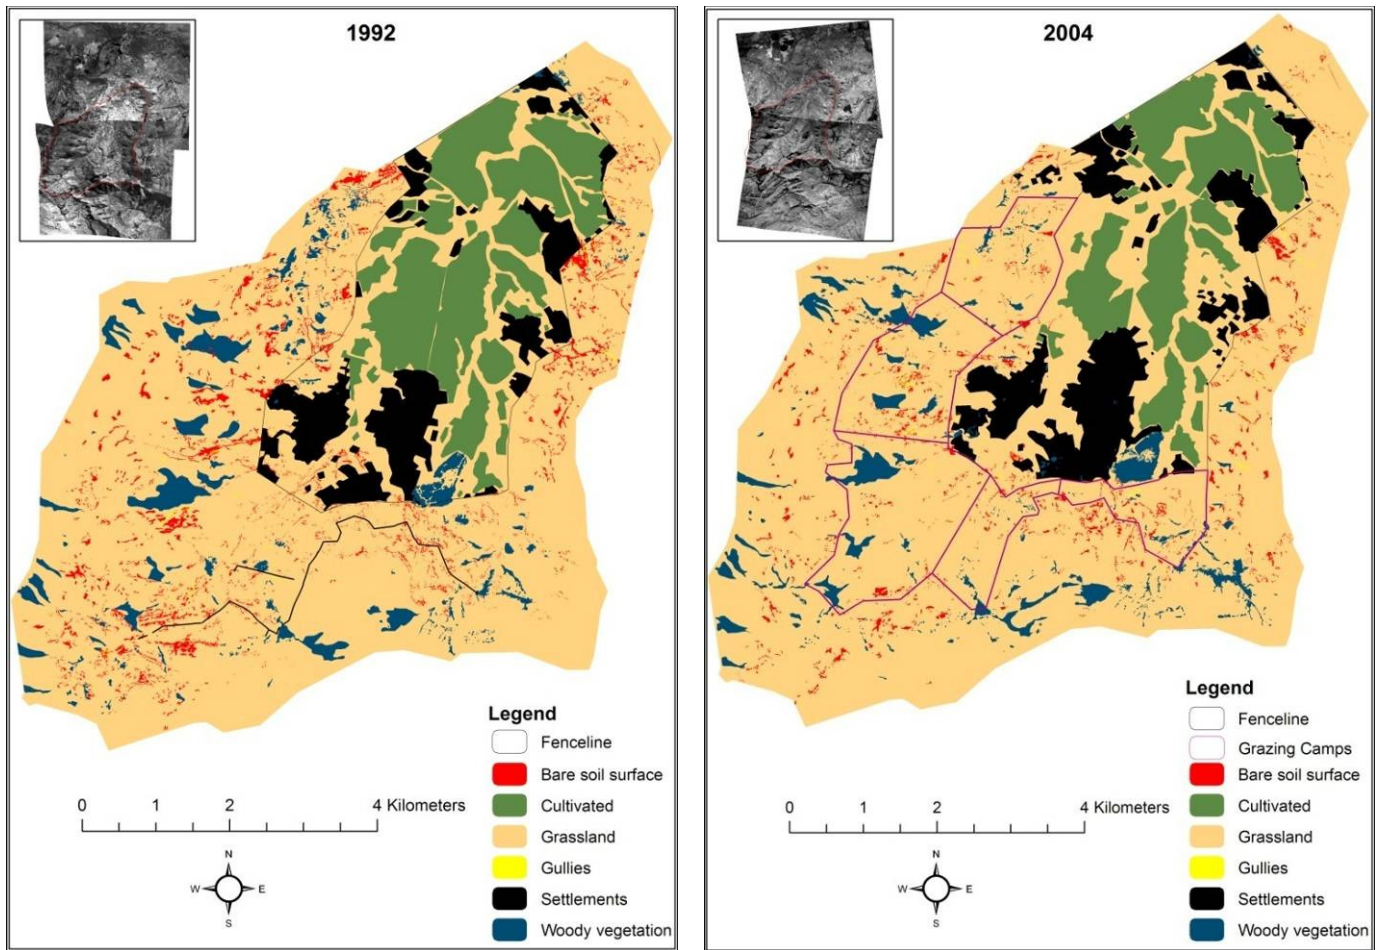 1992
Legend
Fenceline
Bare soil surface
Cultivated
Grassland
Gullies
Settlements
Woody vegetation
0 1 2 4 Kilometers
N
W E
S
2004
Legend
Fenceline
Grazing Camps
Bare soil surface
Cultivated
Grassland
Gullies
Settlements
Woody vegetation
0 1 2 4 Kilometers
N
W E
S